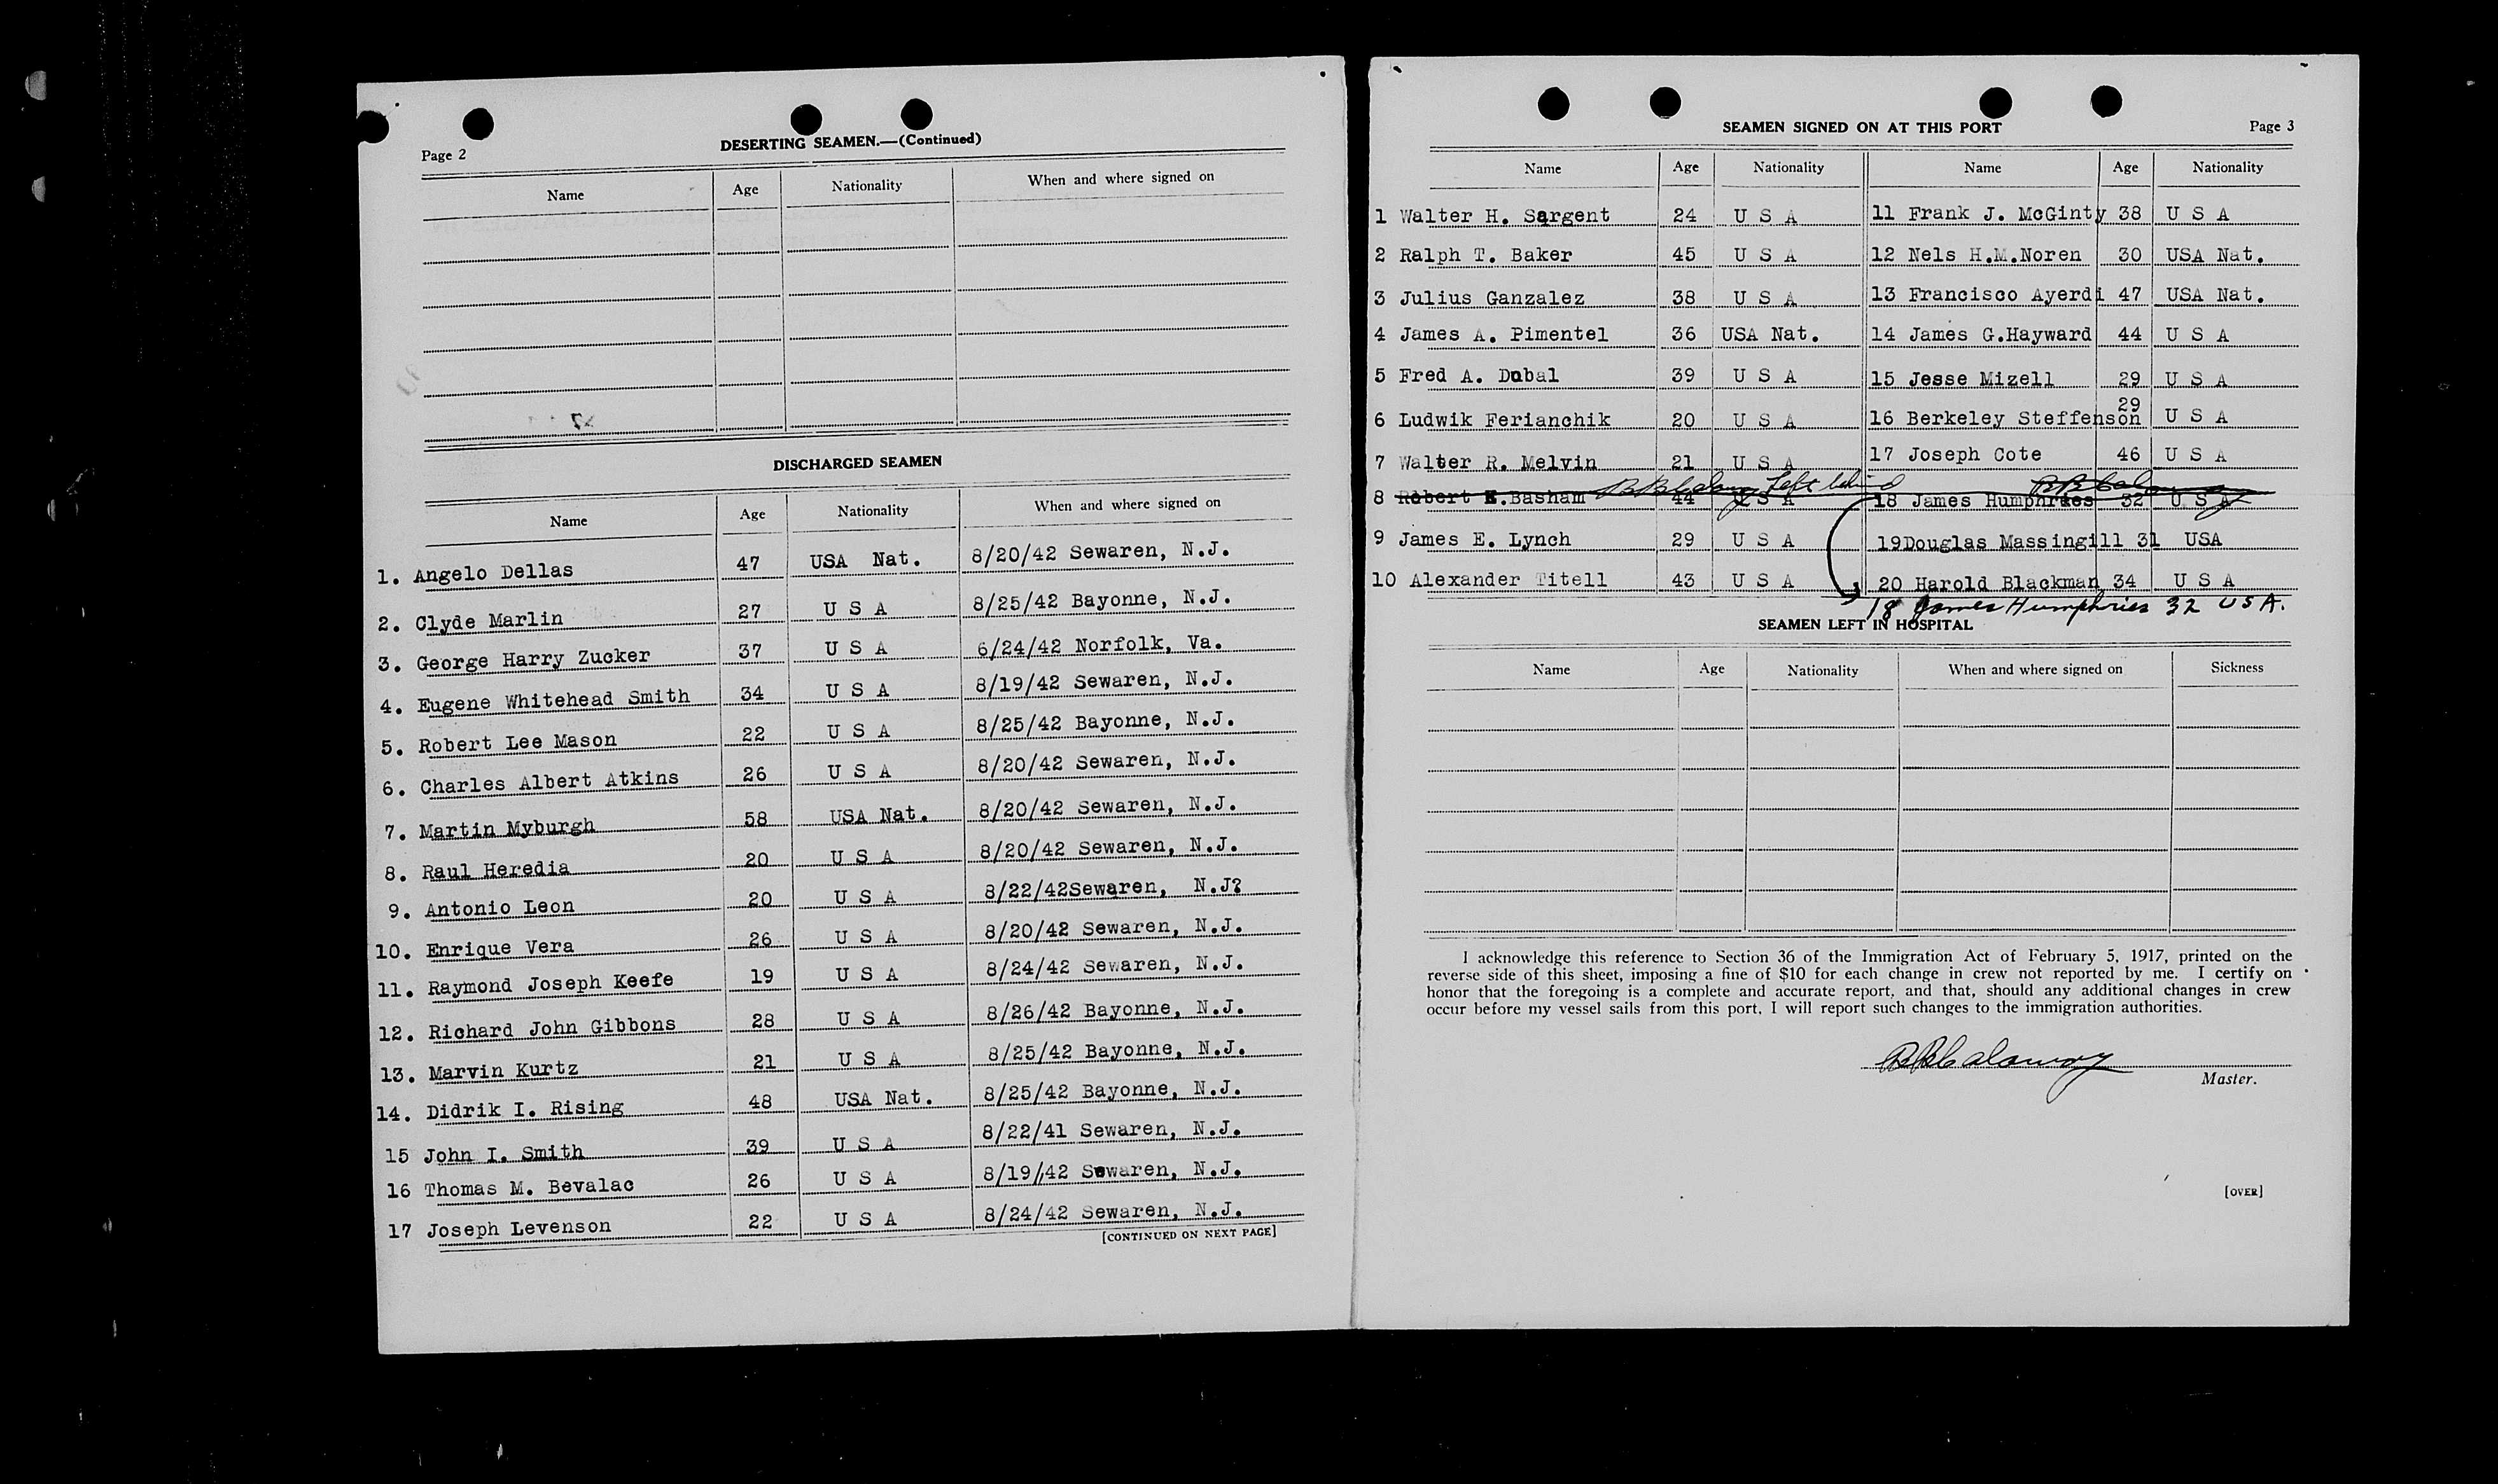 Page 2
DESERTING SEAMEN.—(Continued)
Name Age Nationality When and where signed on
DISCHARGED SEAMEN
Name Age Nationality When and where signed on
1. Angelo Dellas 47 USA Nat. 8/20/42 Sewaren, N.J.
2. Clyde Marlin 27 U S A 8/25/42 Bayonne, N.J.
3. George Harry Zucker 37 U S A 6/24/42 Norfolk, Va.
4. Eugene Whitehead Smith 34 U S A 8/19/42 Sewaren, N.J.
5. Robert Lee Mason 22 U S A 8/25/42 Bayonne, N.J.
6. Charles Albert Atkins 26 U S A 8/20/42 Sewaren, N.J.
7. Martin Myburgh 58 USA Nat. 8/20/42 Sewaren, N.J.
8. Raul Heredia 20 U S A 8/20/42 Sewaren, N.J.
9. Antonio Leon 20 U S A 8/22/42Sewaren, N.J?
10. Enrique Vera 26 U S A 8/20/42 Sewaren, N.J.
11. Raymond Joseph Keefe 19 U S A 8/24/42 Sewaren, N.J.
12. Richard John Gibbons 28 U S A 8/26/42 Bayonne, N.J.
13. Marvin Kurtz 21 U S A 8/25/42 Bayonne, N.J.
14. Didrik I. Rising 48 USA Nat. 8/25/42 Bayonne, N.J.
15 John I. Smith 39 U S A 8/22/41 Sewaren, N.J.
16 Thomas M. Bevalac 26 U S A 8/19/42 Sewaren, N.J.
17 Joseph Levenson 22 U S A 8/24/42 Sewaren, N.J.
[CONTINUED ON NEXT PAGE]
SEAMEN SIGNED ON AT THIS PORT
Page 3
Name Age Nationality Name Age Nationality
1 Walter H. Sargent 24 U S A 11 Frank J. McGinty 38 U S A
2 Ralph T. Baker 45 U S A 12 Nels H.M.Noren 30 USA Nat.
3 Julius Ganzalez 38 U S A 13 Francisco Ayerdi 47 USA Nat.
4 James A. Pimentel 36 USA Nat. 14 James G.Hayward 44 U S A
5 Fred A. Dubal 39 U S A 15 Jesse Mizell 29 U S A
6 Ludwik Ferianchik 20 U S A 16 Berkeley Steffenson 29 U S A
7 Walter R. Melvin 21 U S A 17 Joseph Cote 46 U S A
Left behind
8 Robert E.Basham 44 U S A 18 James Humphries 32 U S A
9 James E. Lynch 29 U S A 19Douglas Massingill 31 USA
10 Alexander Titell 43 U S A 20 Harold Blackman 34 U S A
18 James Humphries 32 USA.
SEAMEN LEFT IN HOSPITAL
Name Age Nationality When and where signed on Sickness
I acknowledge this reference to Section 36 of the Immigration Act of February 5, 1917, printed on the
reverse side of this sheet, imposing a fine of $10 for each change in crew not reported by me. I certify on
honor that the foregoing is a complete and accurate report, and that, should any additional changes in crew
occur before my vessel sails from this port, I will report such changes to the immigration authorities.
Master.
[OVER]